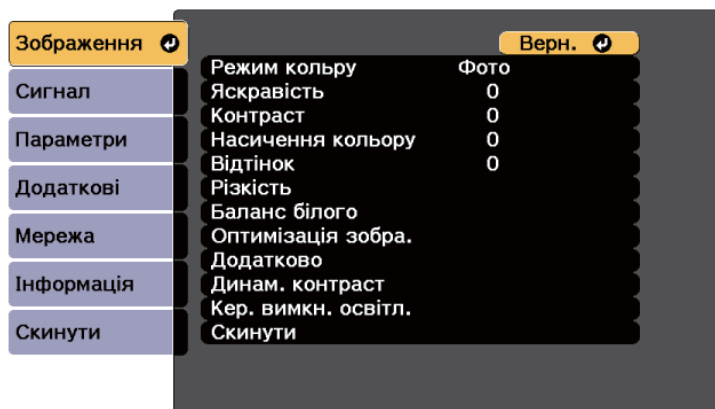 Зображення
Сигнал
Параметри
Додаткові
Мережа
Інформація
Скинути
Верн.
Режим кольру Фото
Яскравість 0
Контраст 0
Насичення кольору 0
Відтінок 0
Різкість
Баланс білого
Оптимізація зобра.
Додатково
Динам. контраст
Кер. вимкн. освітл.
Скинути